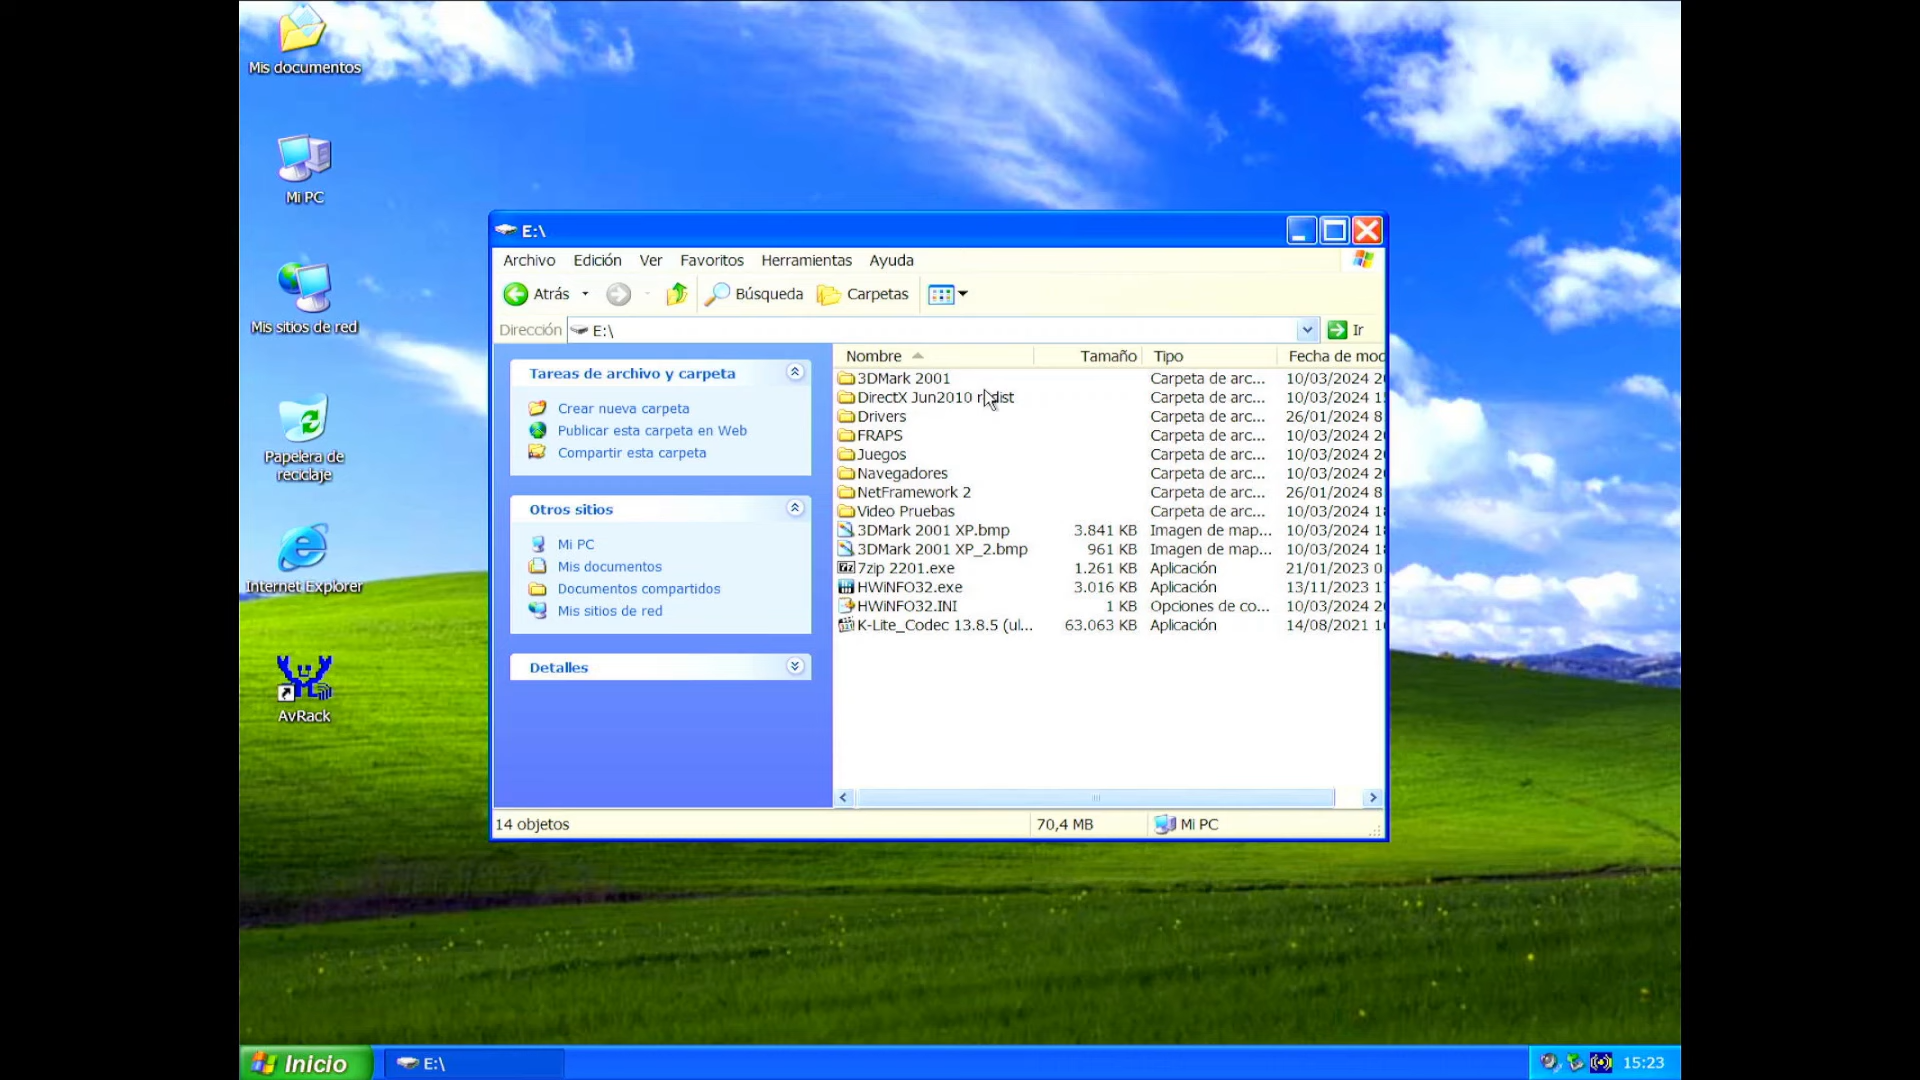 Mis documentos
Mi PC
Mis sitios de red
Papelera de
reciclaje
Internet Explorer
AvRack
E:\
Archivo Edición Ver Favoritos Herramientas Ayuda
Atrás Búsqueda Carpetas
Dirección E:\ Ir
Tareas de archivo y carpeta
Crear nueva carpeta
Publicar esta carpeta en Web
Compartir esta carpeta
Otros sitios
Mi PC
Mis documentos
Documentos compartidos
Mis sitios de red
Detalles
Nombre Tamaño Tipo Fecha de mod
3DMark 2001 Carpeta de arc... 10/03/2024 2
DirectX Jun2010 Carpeta de arc... 10/03/2024 1
Drivers Carpeta de arc... 26/01/2024 8
FRAPS Carpeta de arc... 10/03/2024 2
Juegos Carpeta de arc... 10/03/2024 2
Navegadores Carpeta de arc... 10/03/2024 2
NetFramework 2 Carpeta de arc... 26/01/2024 8
Video Pruebas Carpeta de arc... 10/03/2024 1
3DMark 2001 XP.bmp 3.841 KB Imagen de map... 10/03/2024 1
3DMark 2001 XP_2.bmp 961 KB Imagen de map... 10/03/2024 1
7zip 2201.exe 1.261 KB Aplicación 21/01/2023 0
HWiNFO32.exe 3.016 KB Aplicación 13/11/2023 1
HWiNFO32.INI 1 KB Opciones de co... 10/03/2024 2
K-Lite_Codec 13.8.5 (ul... 63.063 KB Aplicación 14/08/2021 1
14 objetos 70,4 MB Mi PC
Inicio E:\ 15:23